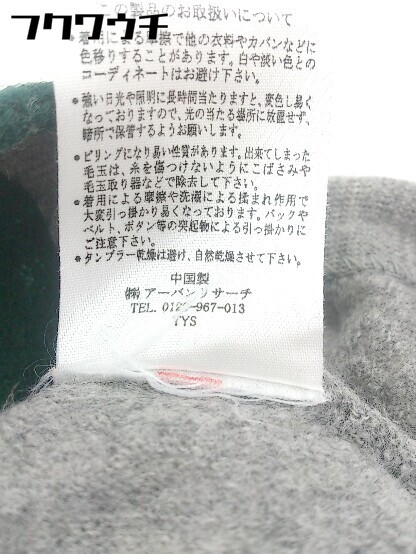 フクワウチ
この製品のお取扱いについて
●着用による摩擦で他の衣料やカバンなどに
色移りすることがあります。白や淡い色との
コーディネートはお避け下さい。
●強い日光や照明に長時間当たりますと、変色し易く
なっておりますので、光の当たる場所に放置せず、
暗所で保管するようお願いします。
●ピリングになり易い性質があります。出来てしまった
毛玉は、糸を傷つけないようにこばさみや
毛玉取り器などで除去して下さい。
●着用による摩擦や洗濯による揉まれ作用で
大変引っ掛かり易くなっております。バックや
ベルト、ボタン等の突起物による引っ掛かりに
ご注意下さい。
●タンブラー乾燥は避け、自然乾燥させて下さい。
中国製
㈱アーバンリサーチ
TEL. 0120-967-013
TYS